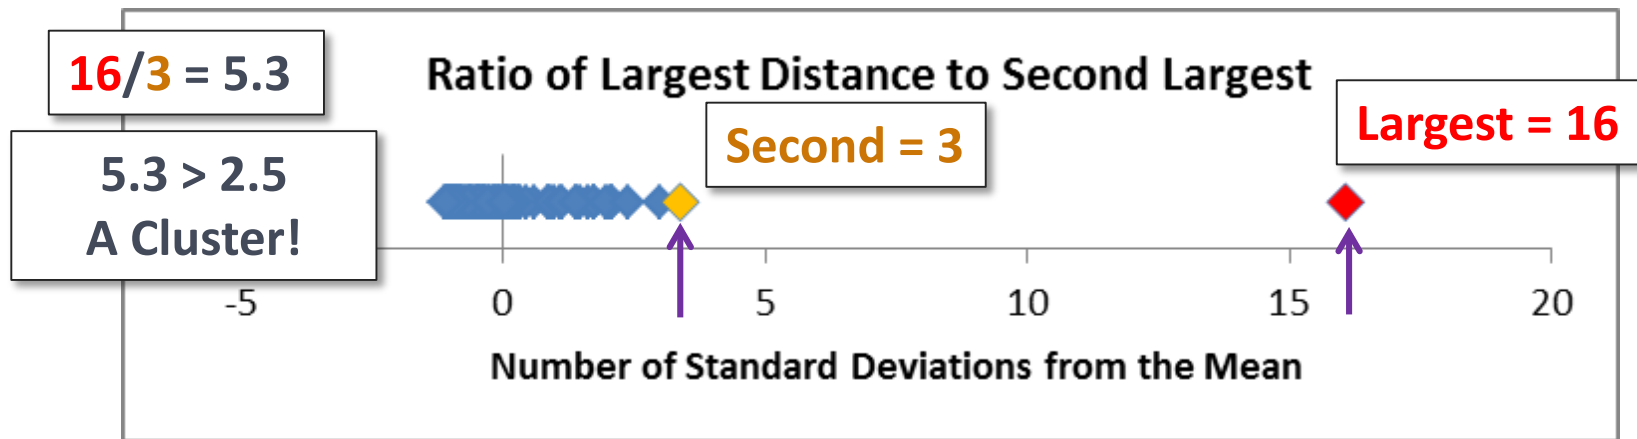 16/3 = 5.3
Ratio of Largest Distance to Second Largest
Second = 3
Largest = 16
5.3 > 2.5
A Cluster!
-5 0 5 10 15 20
Number of Standard Deviations from the Mean